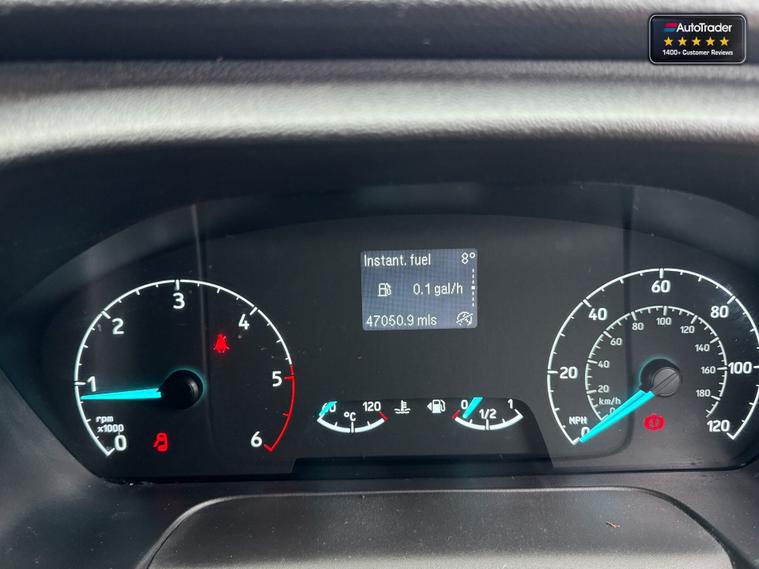 AutoTrader
1400+ Customer Reviews
Instant. fuel 8°
0.1 gal/h
47050.9 mls
0 1 2 3 4 5 6
rpm
x1000
60 °C 120
0 1/2 1
0 20 40 60 80 100 120
MPH
0 20 40 60 80 100 120 140 160 180
km/h